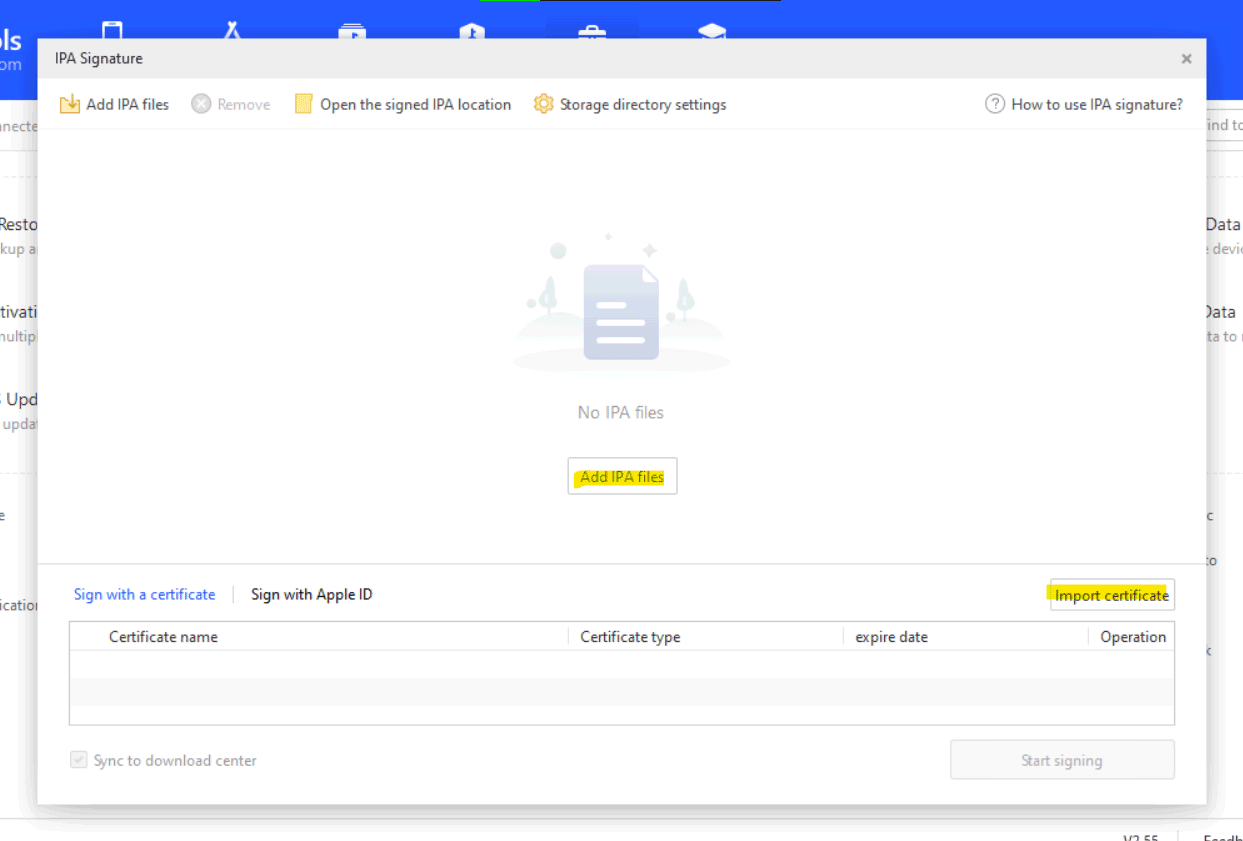 ols
om
IPA Signature
Add IPA files Remove Open the signed IPA location Storage directory settings How to use IPA signature?
nnecte
ind to
Resto
Data
kup a
devic
tivati
Data
multip
ta to
Upd
updat
No IPA files
Add IPA files
e
c
to
Sign with a certificate Sign with Apple ID Import certificate
ication
Certificate name Certificate type expire date Operation
k
Sync to download center Start signing
V2.55 Feedb